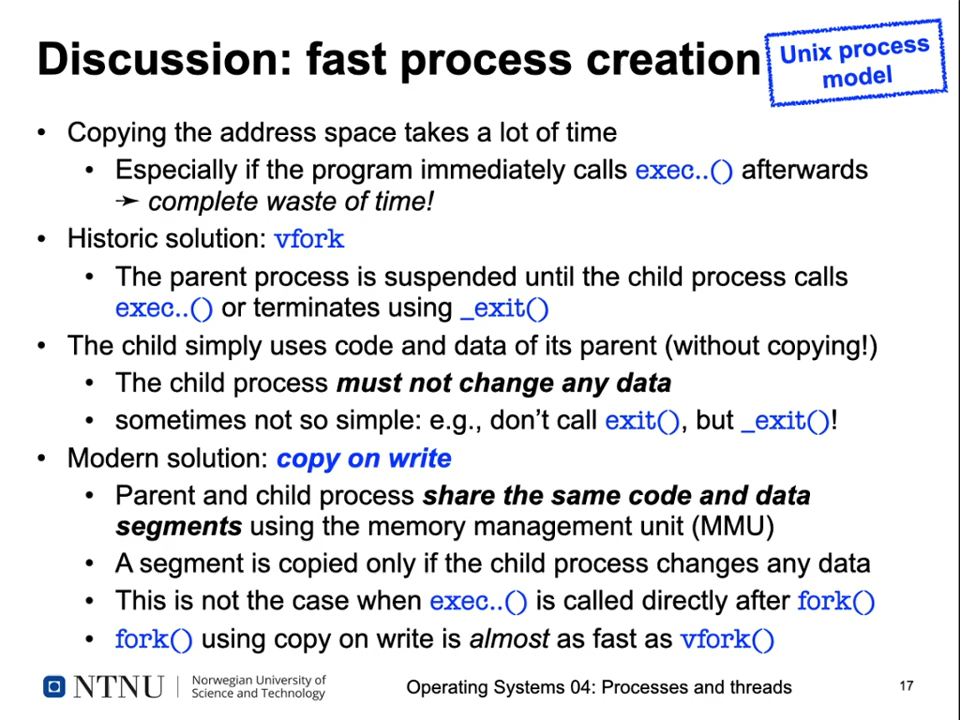 Discussion: fast process creation
Unix process
model
• Copying the address space takes a lot of time
• Especially if the program immediately calls exec..() afterwards
➛ complete waste of time!
• Historic solution: vfork
• The parent process is suspended until the child process calls
exec..() or terminates using _exit()
• The child simply uses code and data of its parent (without copying!)
• The child process must not change any data
• sometimes not so simple: e.g., don't call exit(), but _exit()!
• Modern solution: copy on write
• Parent and child process share the same code and data
segments using the memory management unit (MMU)
• A segment is copied only if the child process changes any data
• This is not the case when exec..() is called directly after fork()
• fork() using copy on write is almost as fast as vfork()
NTNU
Norwegian University of
Science and Technology
Operating Systems 04: Processes and threads
17